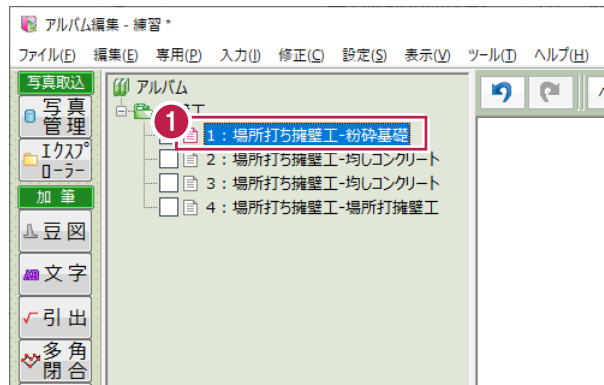 アルバム編集 - 練習 *
ファイル(F) 編集(E) 専用(P) 入力(I) 修正(C) 設定(S) 表示(V) ツール(T) ヘルプ(H)
写真取込
写真管理
エクスプローラー
加 筆
豆 図
文 字
引 出
多 角 閉 合
アルバム
工
1
1：場所打ち擁壁工-粉砕基礎
2：場所打ち擁壁工-均しコンクリート
3：場所打ち擁壁工-均しコンクリート
4：場所打ち擁壁工-場所打擁壁工